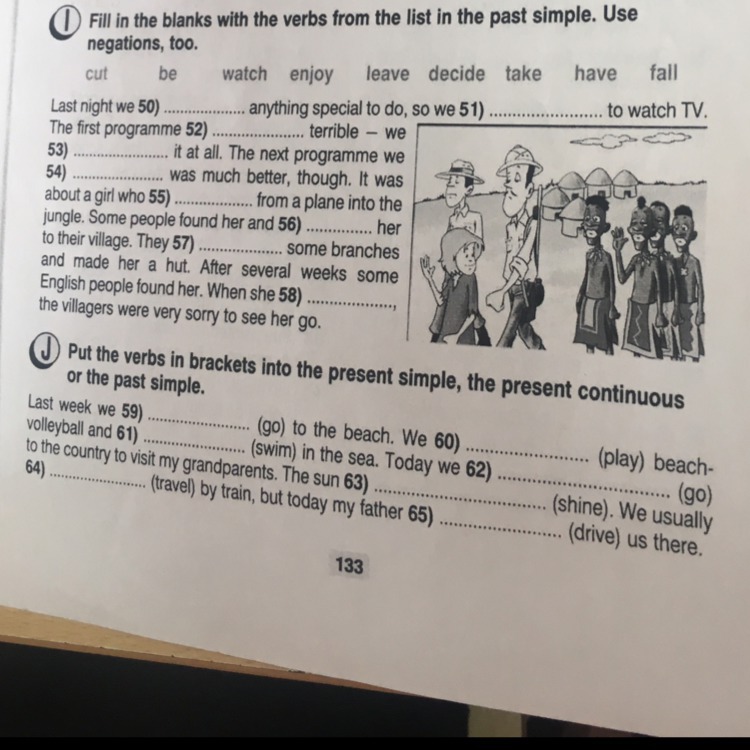 I Fill in the blanks with the verbs from the list in the past simple. Use
negations, too.
cut be watch enjoy leave decide take have fall
Last night we 50) .................... anything special to do, so we 51) ........................... to watch TV.
The first programme 52) ...................... terrible – we
53) ...................... it at all. The next programme we
54) ...................... was much better, though. It was
about a girl who 55) .................. from a plane into the
jungle. Some people found her and 56) ............... her
to their village. They 57) .................... some branches
and made her a hut. After several weeks some
English people found her. When she 58) ....................,
the villagers were very sorry to see her go.
J Put the verbs in brackets into the present simple, the present continuous
or the past simple.
Last week we 59) ........................ (go) to the beach. We 60) ............................. (play) beach-
volleyball and 61) ........................ (swim) in the sea. Today we 62) ........................................ (go)
to the country to visit my grandparents. The sun 63) ........................................ (shine). We usually
64) ....................... (travel) by train, but today my father 65) ............................. (drive) us there.
133